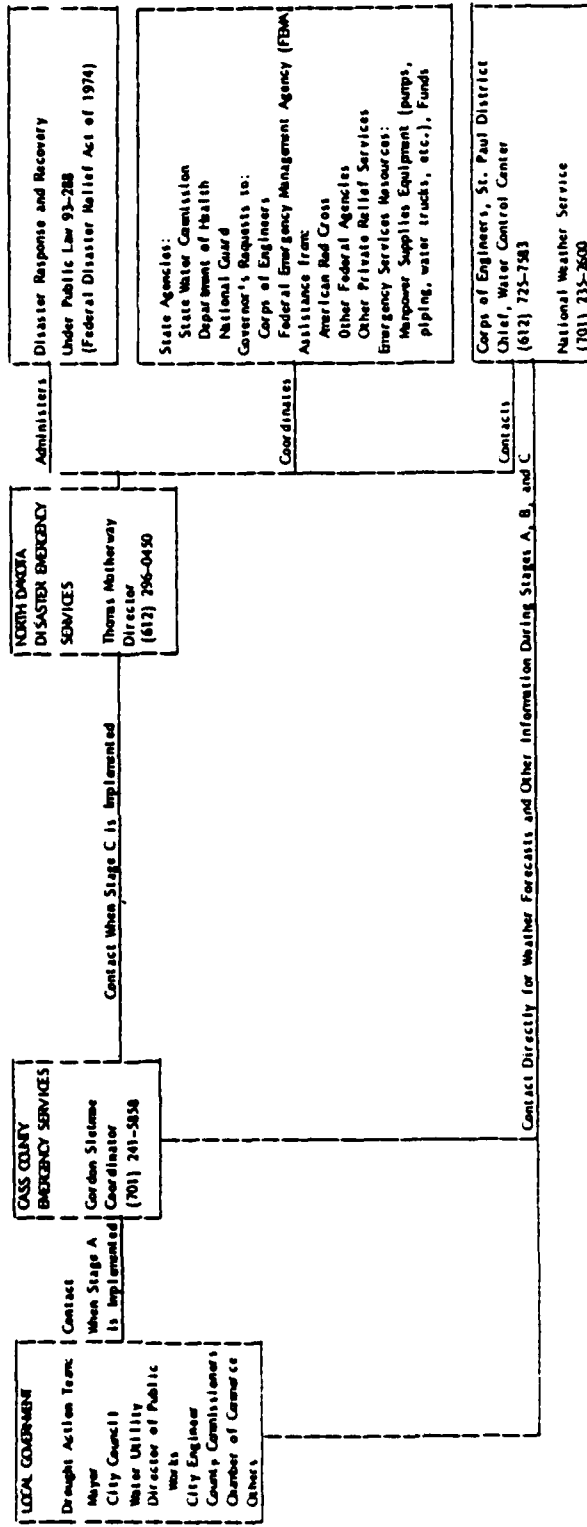 LOCAL GOVERNMENT
Drought Action Team:
Mayor
City Council
Water Utility
Director of Public
Works
City Engineer
County Commissioners
Chamber of Commerce
Others
Contact
When Stage A
is Implemented
CASS COUNTY
EMERGENCY SERVICES
Gordon Sletmoe
Coordinator
(701) 241-5858
Contact When Stage C is Implemented
NORTH DAKOTA
DISASTER EMERGENCY
SERVICES
Thomas Motherway
Director
(612) 296-0450
Administers
Disaster Response and Recovery
Under Public Law 93-288
(Federal Disaster Relief Act of 1974)
Coordinates
State Agencies:
State Water Commission
Department of Health
National Guard
Governor's Requests to:
Corps of Engineers
Federal Emergency Management Agency (FEMA)
Assistance from:
American Red Cross
Other Federal Agencies
Other Private Relief Services
Emergency Services Resources:
Manpower Supplies Equipment (pumps,
piping, water trucks, etc.), Funds
Contacts
Corps of Engineers, St. Paul District
Chief, Water Control Center
(612) 725-7583
National Weather Service
(701) 235-2600
Contact Directly for Weather Forecasts and Other Information During Stages A, B, and C